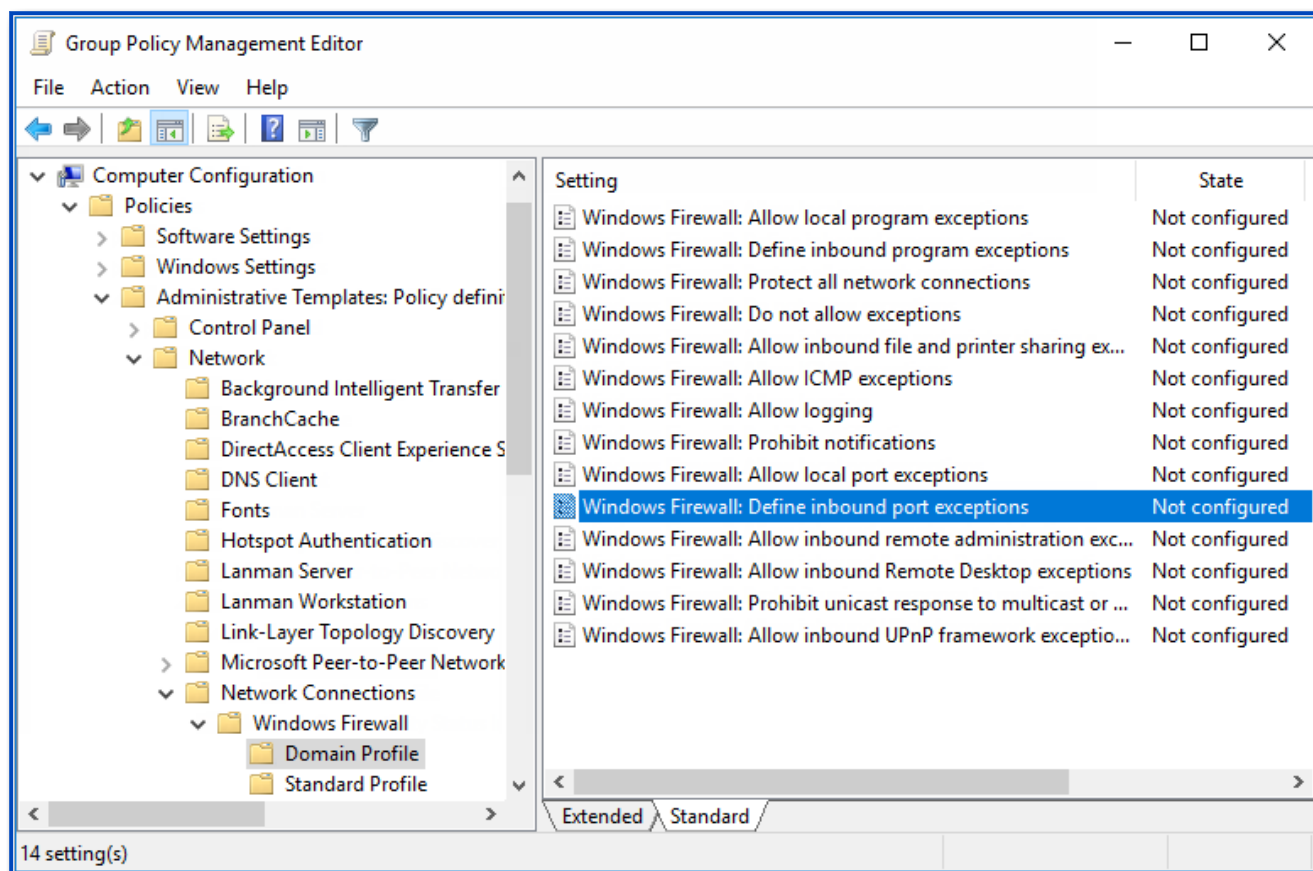 Group Policy Management Editor
File Action View Help
Computer Configuration
Policies
Software Settings
Windows Settings
Administrative Templates: Policy defini
Control Panel
Network
Background Intelligent Transfer
BranchCache
DirectAccess Client Experience S
DNS Client
Fonts
Hotspot Authentication
Lanman Server
Lanman Workstation
Link-Layer Topology Discovery
Microsoft Peer-to-Peer Network
Network Connections
Windows Firewall
Domain Profile
Standard Profile
Setting State
Windows Firewall: Allow local program exceptions Not configured
Windows Firewall: Define inbound program exceptions Not configured
Windows Firewall: Protect all network connections Not configured
Windows Firewall: Do not allow exceptions Not configured
Windows Firewall: Allow inbound file and printer sharing ex... Not configured
Windows Firewall: Allow ICMP exceptions Not configured
Windows Firewall: Allow logging Not configured
Windows Firewall: Prohibit notifications Not configured
Windows Firewall: Allow local port exceptions Not configured
Windows Firewall: Define inbound port exceptions Not configured
Windows Firewall: Allow inbound remote administration exc... Not configured
Windows Firewall: Allow inbound Remote Desktop exceptions Not configured
Windows Firewall: Prohibit unicast response to multicast or ... Not configured
Windows Firewall: Allow inbound UPnP framework exceptio... Not configured
Extended Standard
14 setting(s)